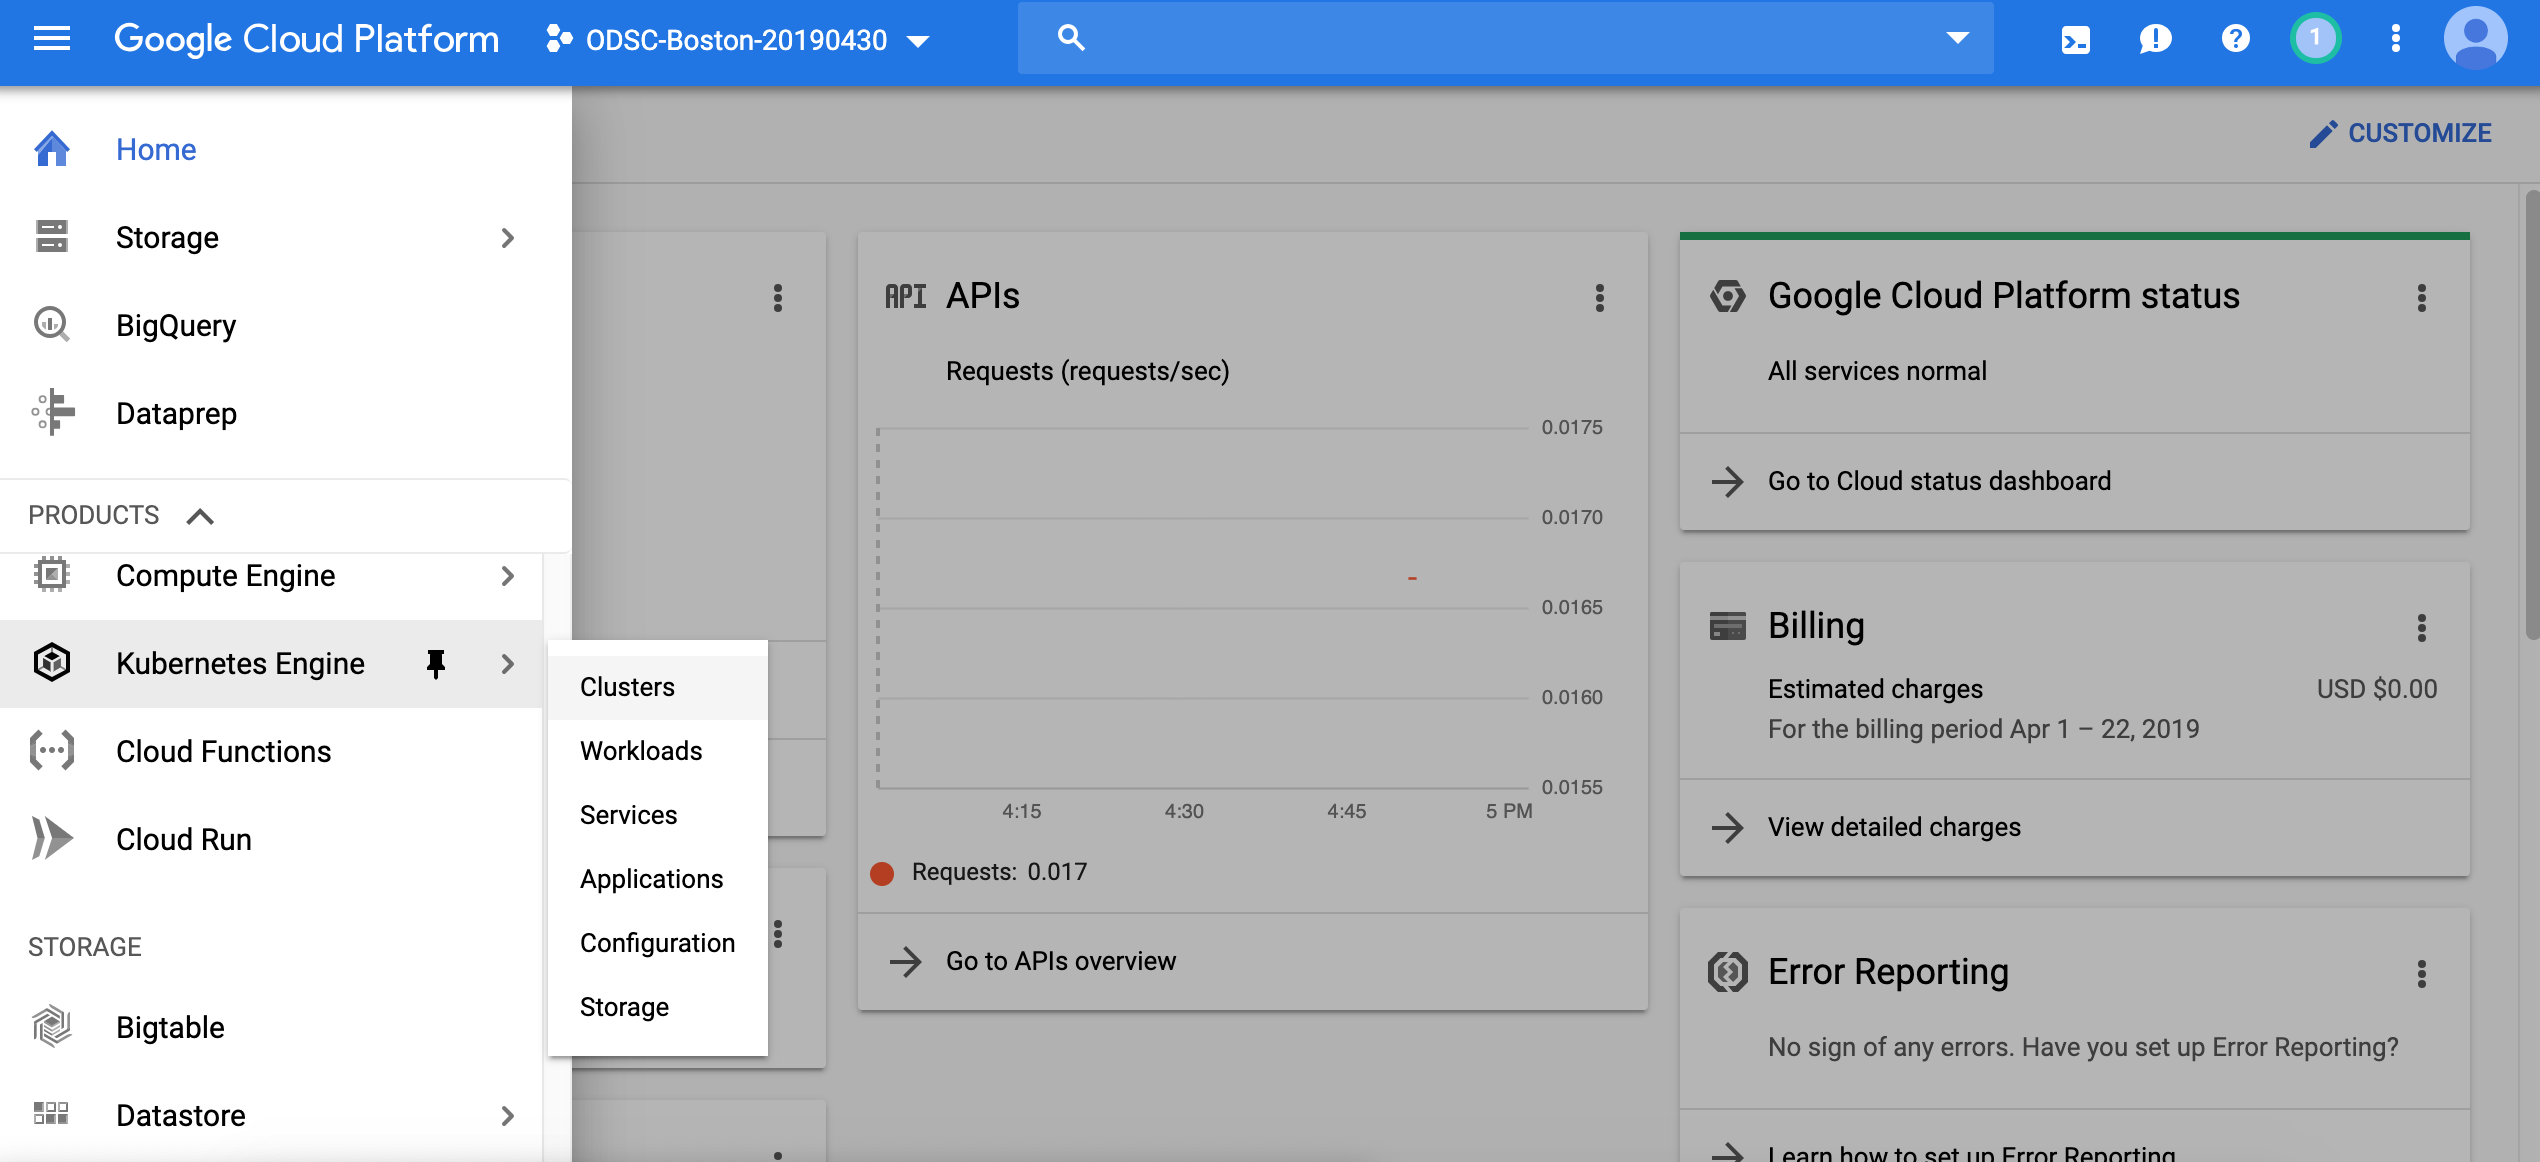 Google Cloud Platform
ODSC-Boston-20190430
1
Home
Storage
BigQuery
Dataprep
PRODUCTS
Compute Engine
Kubernetes Engine
Cloud Functions
Cloud Run
STORAGE
Bigtable
Datastore
Clusters
Workloads
Services
Applications
Configuration
Storage
CUSTOMIZE
API APIs
Requests (requests/sec)
0.0175
0.0170
0.0165
0.0160
0.0155
4:15 4:30 4:45 5 PM
Requests: 0.017
Go to APIs overview
Google Cloud Platform status
All services normal
Go to Cloud status dashboard
Billing
Estimated charges USD $0.00
For the billing period Apr 1 – 22, 2019
View detailed charges
Error Reporting
No sign of any errors. Have you set up Error Reporting?
Learn how to set up Error Reporting